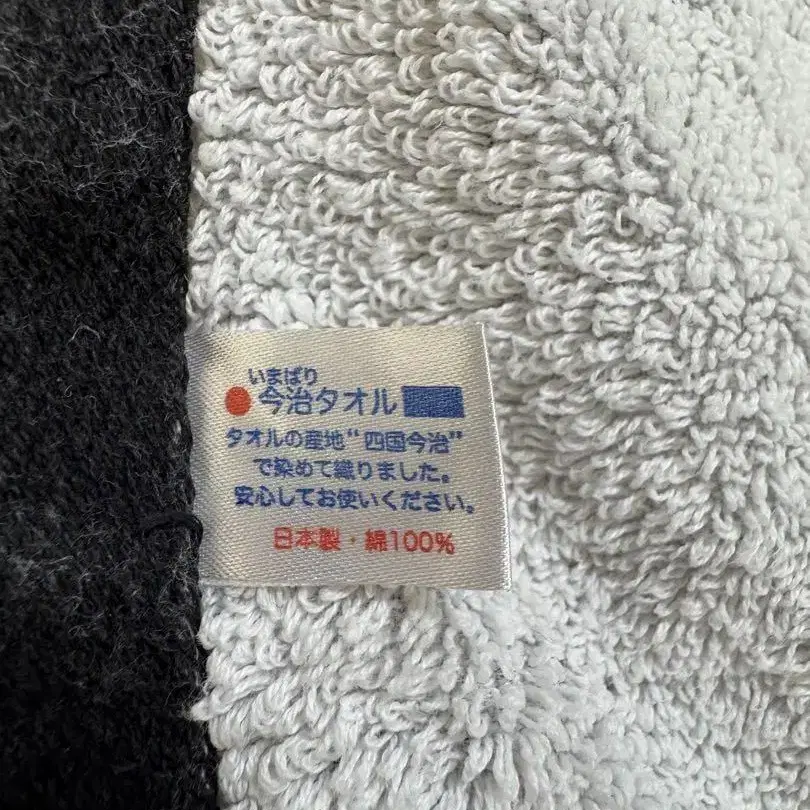 いまばり
今治タオル
タオルの産地“四国今治”
で染めて織りました。
安心してお使いください。
日本製・綿100%